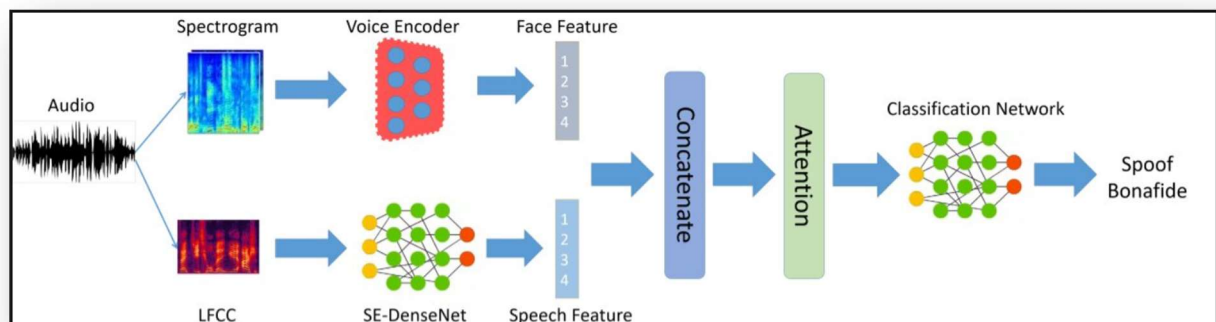 Spectrogram
Voice Encoder
Face Feature
1
2
3
4
Audio
Concatenate
Attention
Classification Network
Spoof
Bonafide
1
2
3
4
LFCC
SE-DenseNet
Speech Feature